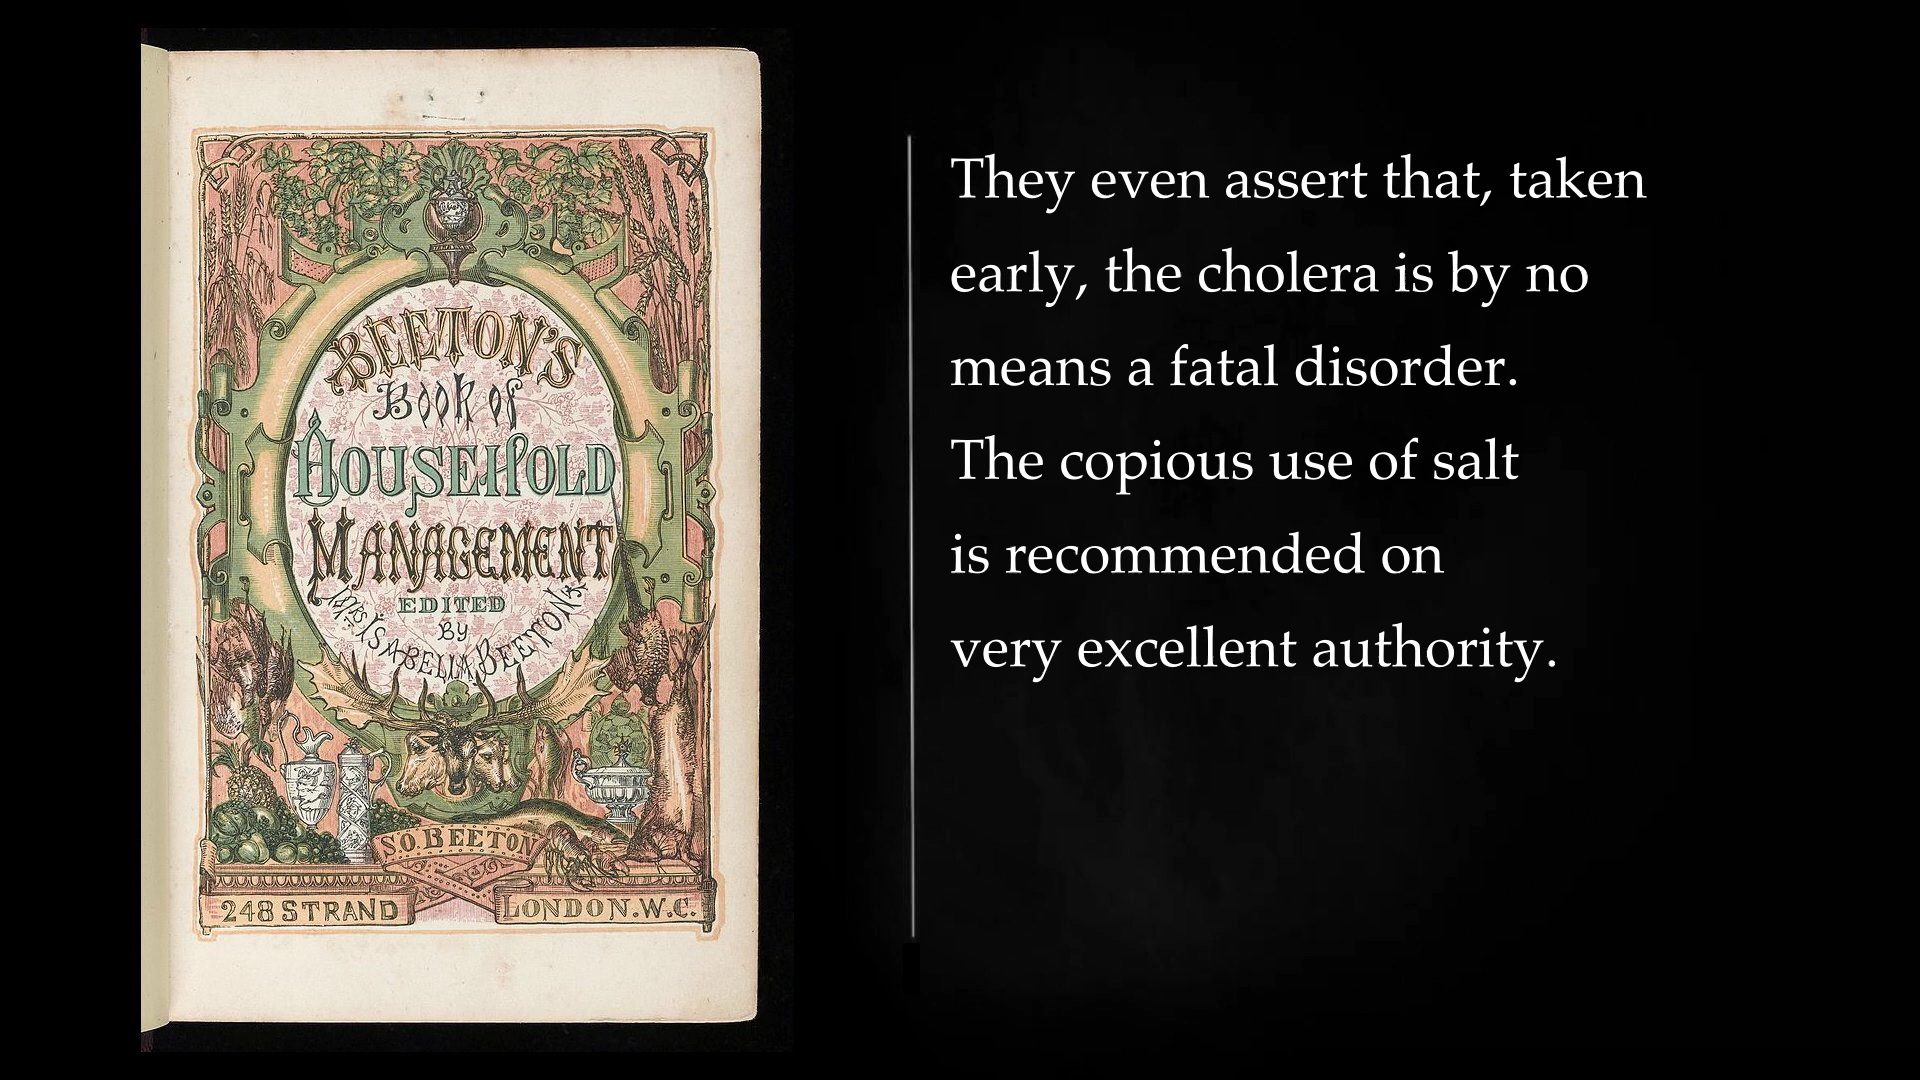 BEETON'S
Book of
HOUSEHOLD
MANAGEMENT
EDITED
BY
MRS ISABELLA BEETON
S.O. BEETON
248 STRAND
LONDON. W.C.
They even assert that, taken
early, the cholera is by no
means a fatal disorder.
The copious use of salt
is recommended on
very excellent authority.